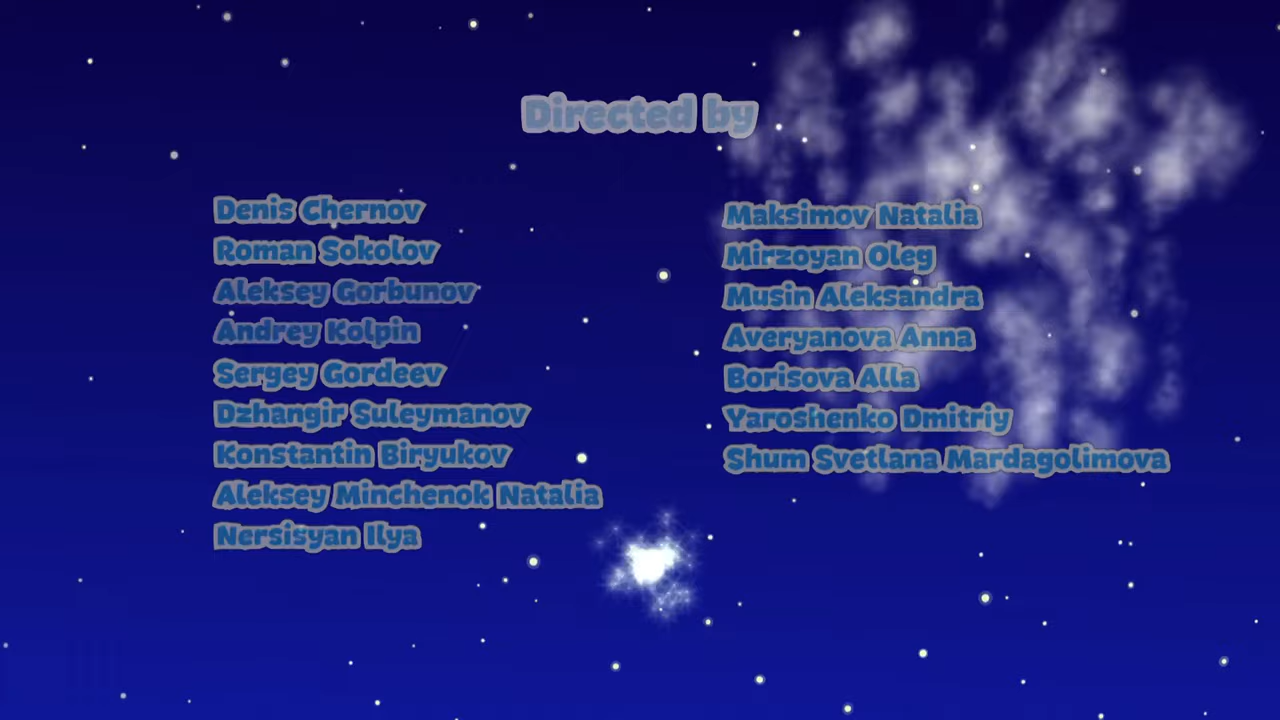 Directed by
Denis Chernov
Roman Sokolov
Aleksey Gorbunov
Andrey Kolpin
Sergey Gordeev
Dzhangir Suleymanov
Konstantin Biryukov
Aleksey Minchenok Natalia
Nersisyan Ilya
Maksimov Natalia
Mirzoyan Oleg
Musin Aleksandra
Averyanova Anna
Borisova Alla
Yaroshenko Dmitriy
Shum Svetlana Mardagolimova